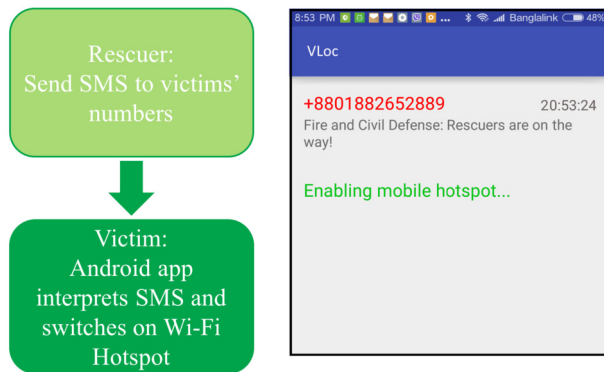 Rescuer:
Send SMS to victims'
numbers
Victim:
Android app
interprets SMS and
switches on Wi-Fi
Hotspot
8:53 PM ... Banglalink 48%
VLoc
+8801882652889 20:53:24
Fire and Civil Defense: Rescuers are on the
way!
Enabling mobile hotspot...